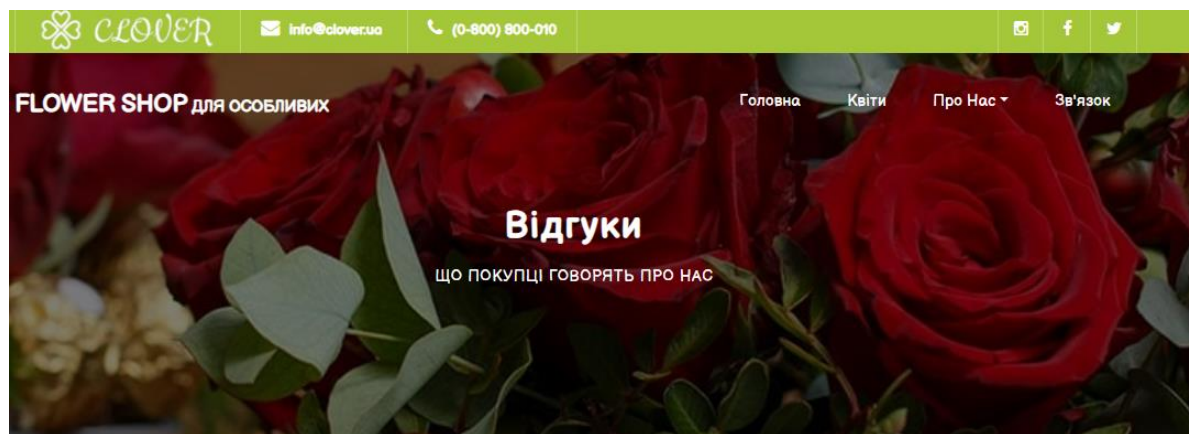 CLOVER
info@clover.ua
(0-800) 800-010
FLOWER SHOP для особливих
Головна Квіти Про Нас Зв'язок
Відгуки
ЩО ПОКУПЦІ ГОВОРЯТЬ ПРО НАС